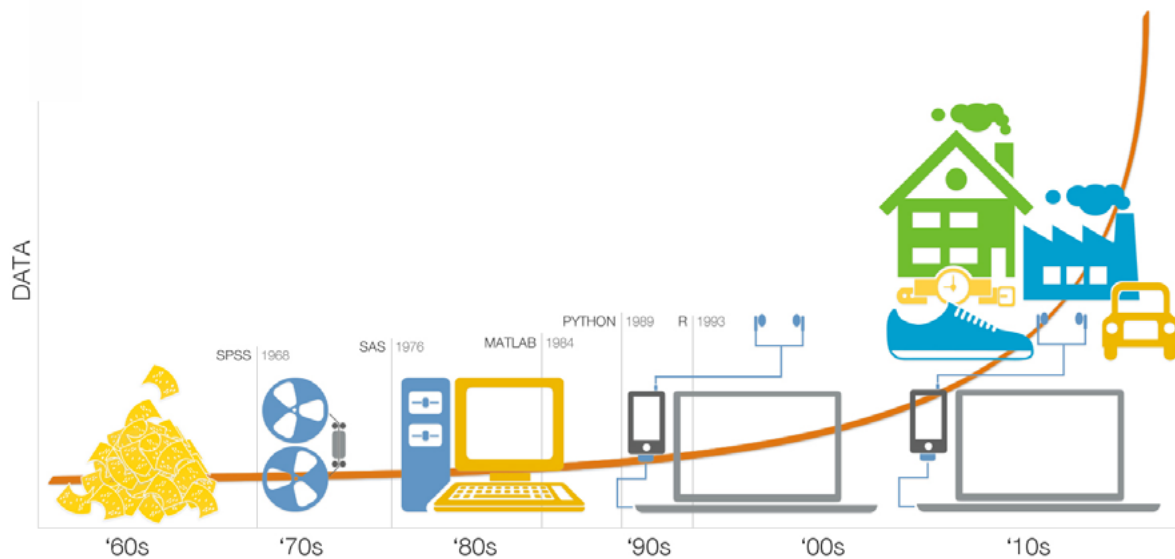 DATA
SPSS 1968
SAS 1976
MATLAB 1984
PYTHON 1989
R 1993
‘60s
‘70s
‘80s
‘90s
‘00s
‘10s